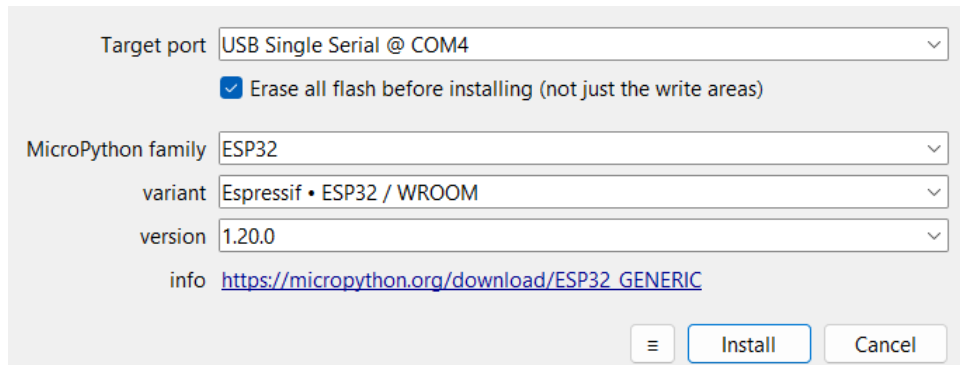 Target port USB Single Serial @ COM4
Erase all flash before installing (not just the write areas)
MicroPython family ESP32
variant Espressif • ESP32 / WROOM
version 1.20.0
info https://micropython.org/download/ESP32_GENERIC
≡ Install Cancel